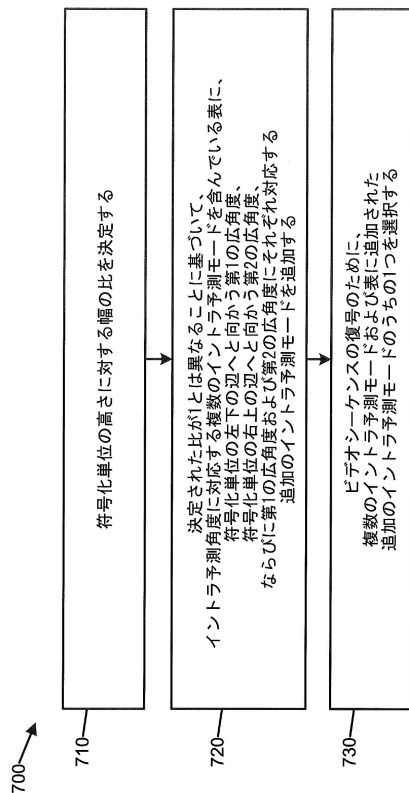 700
710
符号化単位の高さに対する幅の比を決定する
720
決定された比が1とは異なることに基づいて、
イントラ予測角度に対応する複数のイントラ予測モードを含んでいる表に、
符号化単位の左下の辺へと向かう第1の広角度、
符号化単位の右上の辺へと向かう第2の広角度、
ならびに第1の広角度および第2の広角度にそれぞれ対応する
追加のイントラ予測モードを追加する
730
ビデオシーケンスの復号のために、
複数のイントラ予測モードおよび表に追加された
追加のイントラ予測モードのうちの1つを選択する